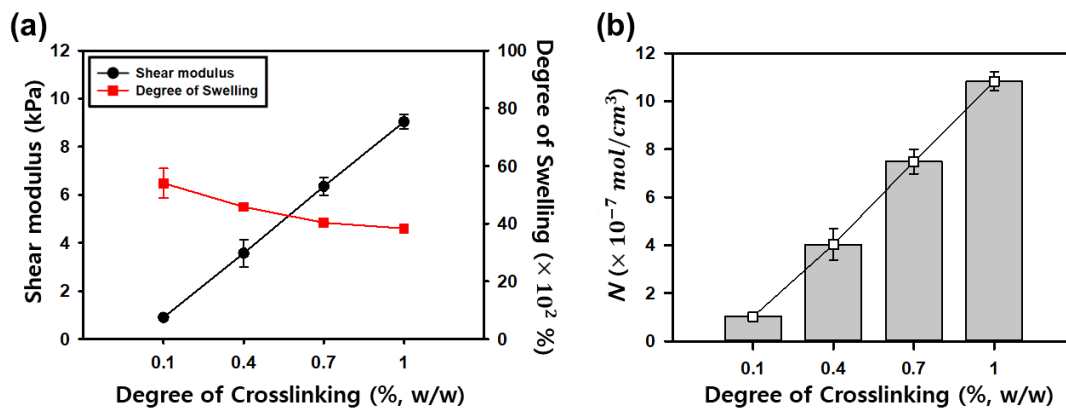 (a)
Shear modulus (kPa)
12
10
8
6
4
2
0
Shear modulus
Degree of Swelling
100
80
60
40
20
0
Degree of Swelling (× 10² %)
0.1 0.4 0.7 1
Degree of Crosslinking (%, w/w)
(b)
N (× 10⁻⁷ mol/cm³)
12
10
8
6
4
2
0
0.1 0.4 0.7 1
Degree of Crosslinking (%, w/w)